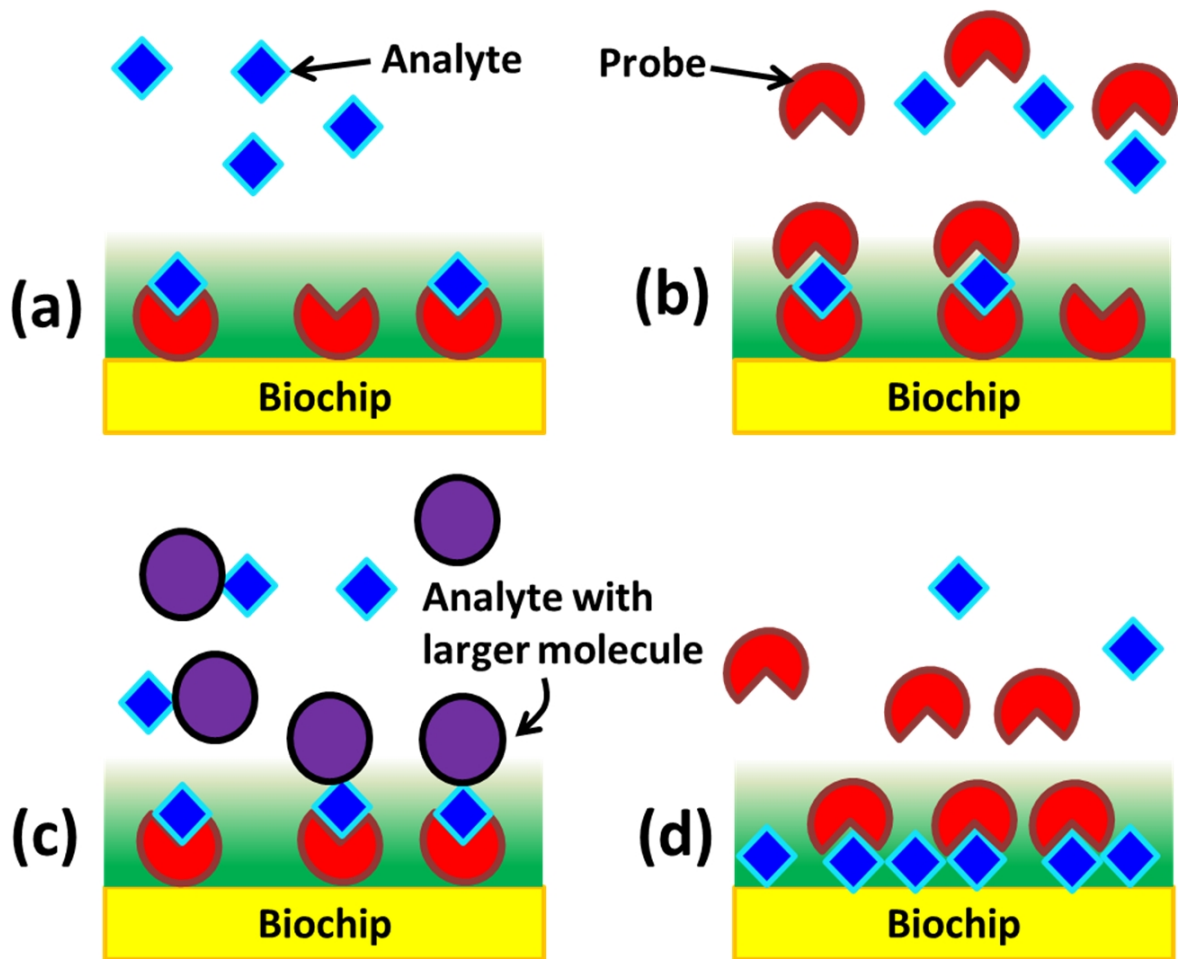 Analyte
Probe
(a)
(b)
Biochip
Biochip
Analyte with
larger molecule
(c)
(d)
Biochip
Biochip